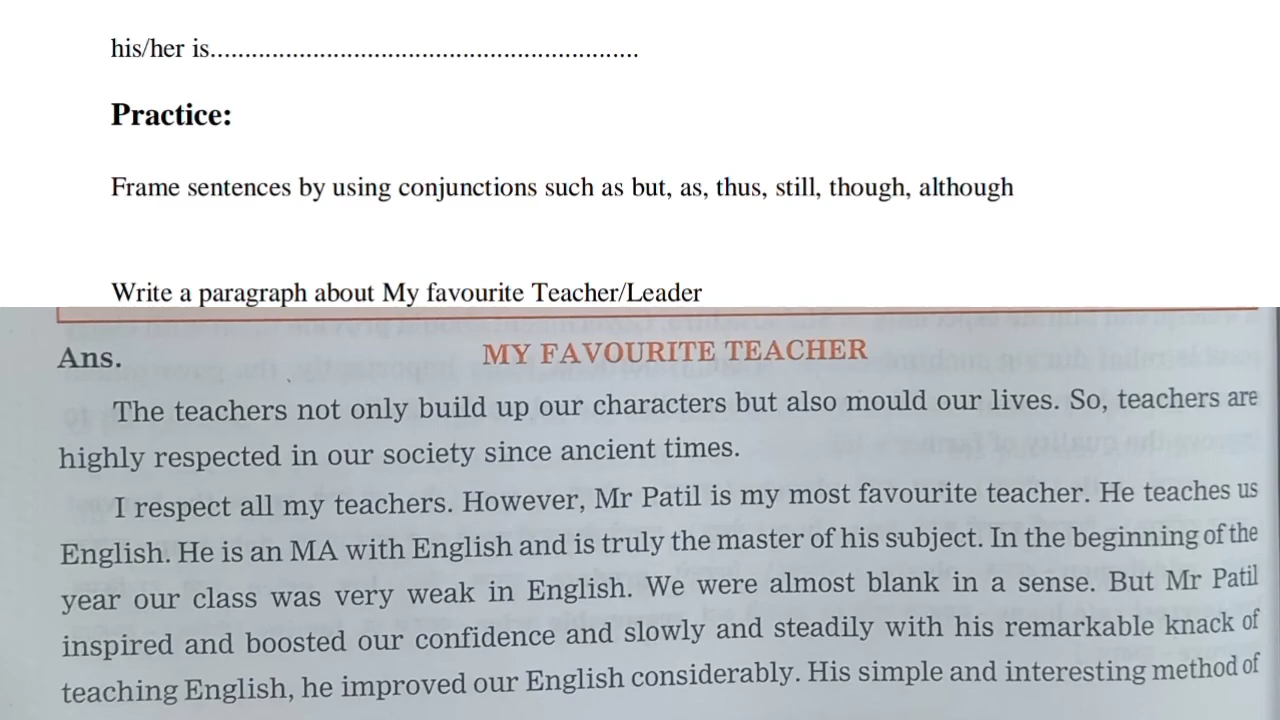 his/her is..............................................................
Practice:
Frame sentences by using conjunctions such as but, as, thus, still, though, although
Write a paragraph about My favourite Teacher/Leader
Ans. MY FAVOURITE TEACHER
The teachers not only build up our characters but also mould our lives. So, teachers are
highly respected in our society since ancient times.
I respect all my teachers. However, Mr Patil is my most favourite teacher. He teaches us
English. He is an MA with English and is truly the master of his subject. In the beginning of the
year our class was very weak in English. We were almost blank in a sense. But Mr Patil
inspired and boosted our confidence and slowly and steadily with his remarkable knack of
teaching English, he improved our English considerably. His simple and interesting method of